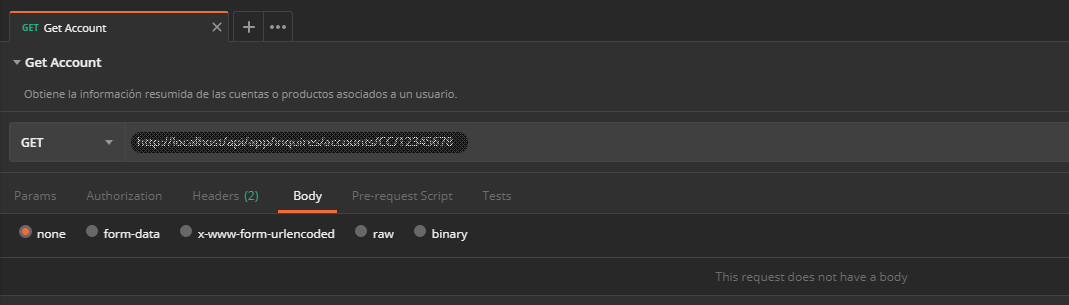 GET Get Account
Get Account
Obtiene la información resumida de las cuentas o productos asociados a un usuario.
GET http://localhost/api/app/inquires/accounts/CC/12345678
Params Authorization Headers (2) Body Pre-request Script Tests
none form-data x-www-form-urlencoded raw binary
This request does not have a body